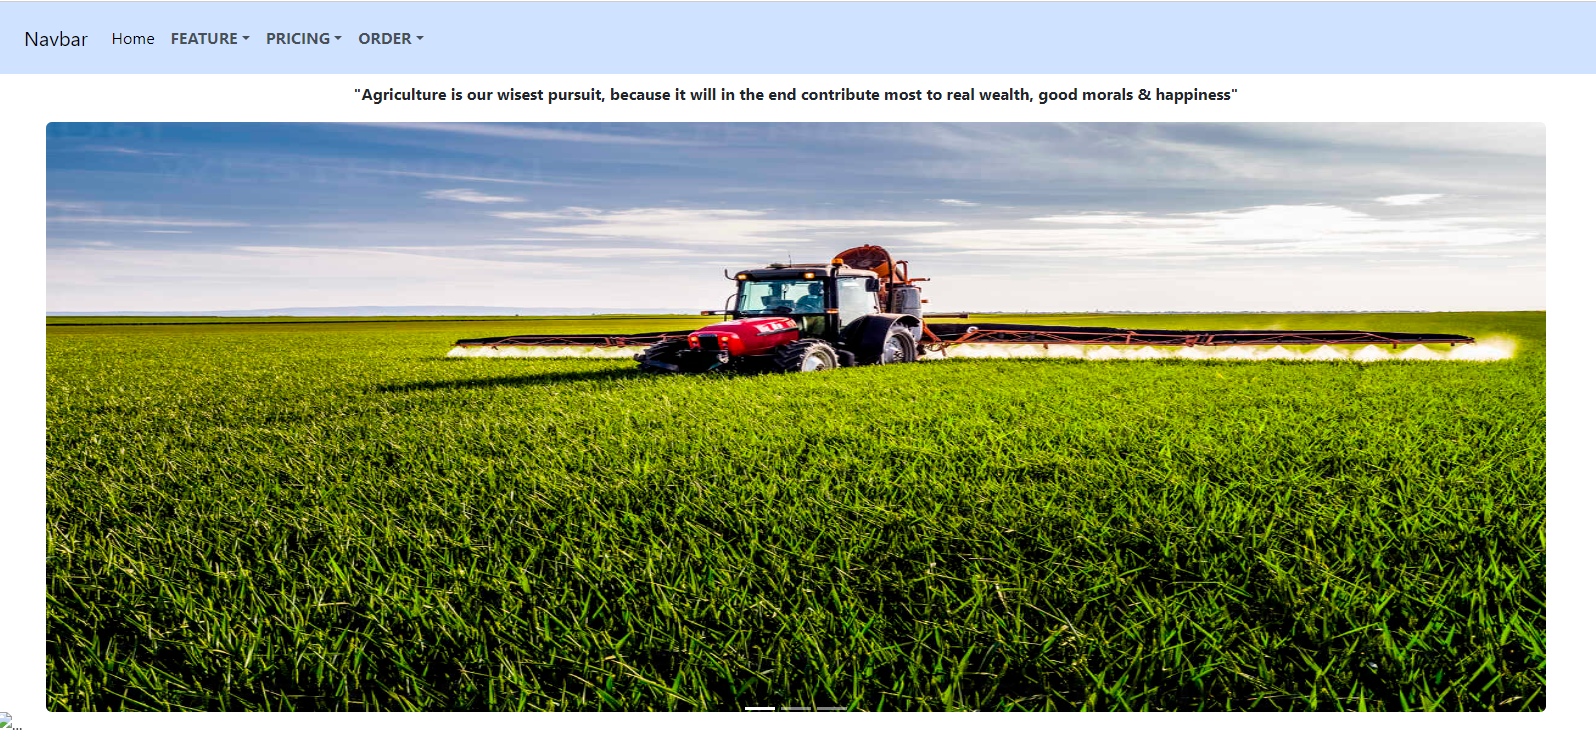 Navbar Home FEATURE PRICING ORDER
"Agriculture is our wisest pursuit, because it will in the end contribute most to real wealth, good morals & happiness"
...